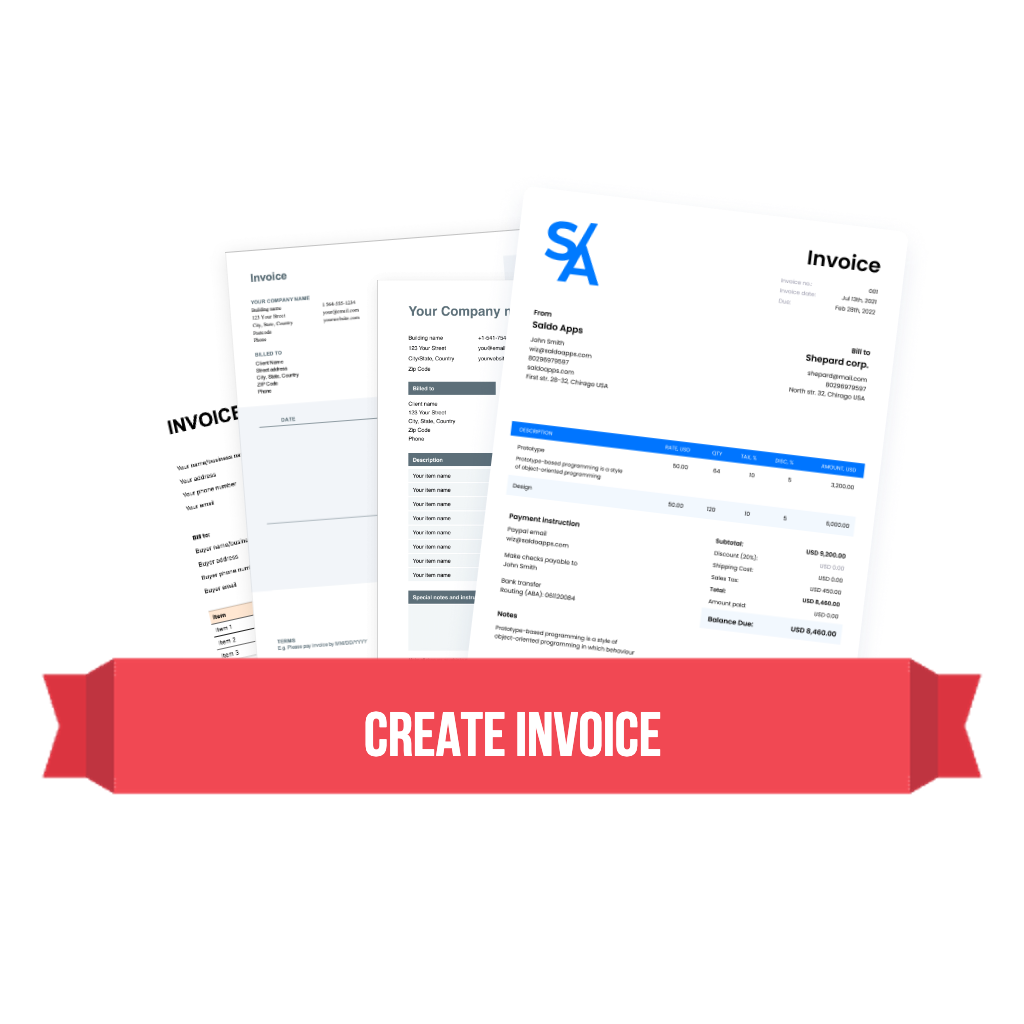 INVOICE
Your name/business na
Your address
Your phone number
Your email
Bill to:
Buyer name/busine
Buyer address
Buyer phone num
Buyer email
Item
Item 1
Item 2
Item 3
Invoice
YOUR COMPANY NAME
Building name
123 Your Street
City, State, Country
Postcode
Phone
1-564-555-1234
your@email.com
yourwebsite.com
BILLED TO
Client Name
Street address
City, State, Country
ZIP Code
Phone
DATE
TERMS
E.g. Please pay invoice by MM/DD/YYYY
Your Company n
Building name
123 Your Street
City/State, Country
Zip Code
+1-541-754
you@email
yourwebsit
Billed to
Client name
123 Your Street
City, State, Country
Zip Code
Phone
Description
Your item name
Your item name
Your item name
Your item name
Your item name
Your item name
Your item name
Your item name
Special notes and instru
SA
Invoice
Invoice no.: 001
Invoice date: Jul 13th, 2021
Due: Feb 28th, 2022
From
Saldo Apps
John Smith
wiz@saldoapps.com
80296979597
saldoapps.com
First str. 28-32, Chicago USA
Bill to
Shepard corp.
shepard@mail.com
80296979597
North str. 32, Chicago USA
DESCRIPTION RATE, USD QTY TAX, % DISC, % AMOUNT, USD
Prototype 50.00 64 10 5 3,200.00
Prototype-based programming is a style
of object-oriented programming
Design 50.00 120 10 5 6,000.00
Payment Instruction
Paypal email
wiz@saldoapps.com
Make checks payable to
John Smith
Bank transfer
Routing (ABA): 061120084
Subtotal: USD 9,200.00
Discount (20%): USD 0.00
Shipping Cost: USD 0.00
Sales Tax: USD 450.00
Total: USD 8,460.00
Amount paid USD 0.00
Balance Due: USD 8,460.00
Notes
Prototype-based programming is a style of
object-oriented programming in which behaviour
CREATE INVOICE